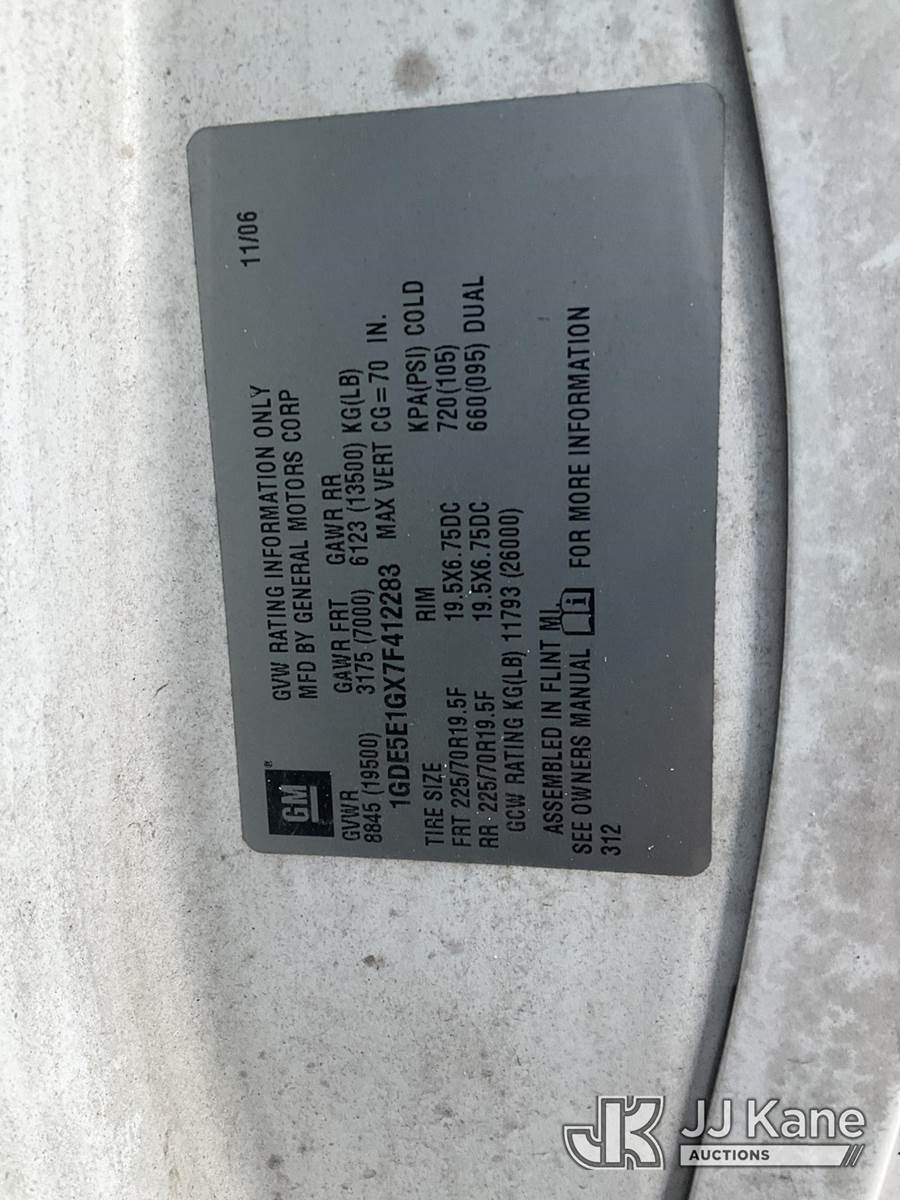 GM®
GVW RATING INFORMATION ONLY 11/06
MFD BY GENERAL MOTORS CORP
GVWR GAWR FRT GAWR RR
8845 (19500) 3175 (7000) 6123 (13500) KG(LB)
1GDE5E1GX7F412283 MAX VERT CG=70 IN.
TIRE SIZE RIM KPA(PSI) COLD
FRT 225/70R19.5F 19.5X6.75DC 720(105)
RR 225/70R19.5F 19.5X6.75DC 660(095) DUAL
GCW RATING KG(LB) 11793 (26000)
ASSEMBLED IN FLINT MI.
SEE OWNERS MANUAL i FOR MORE INFORMATION
312
JK JJ Kane
AUCTIONS